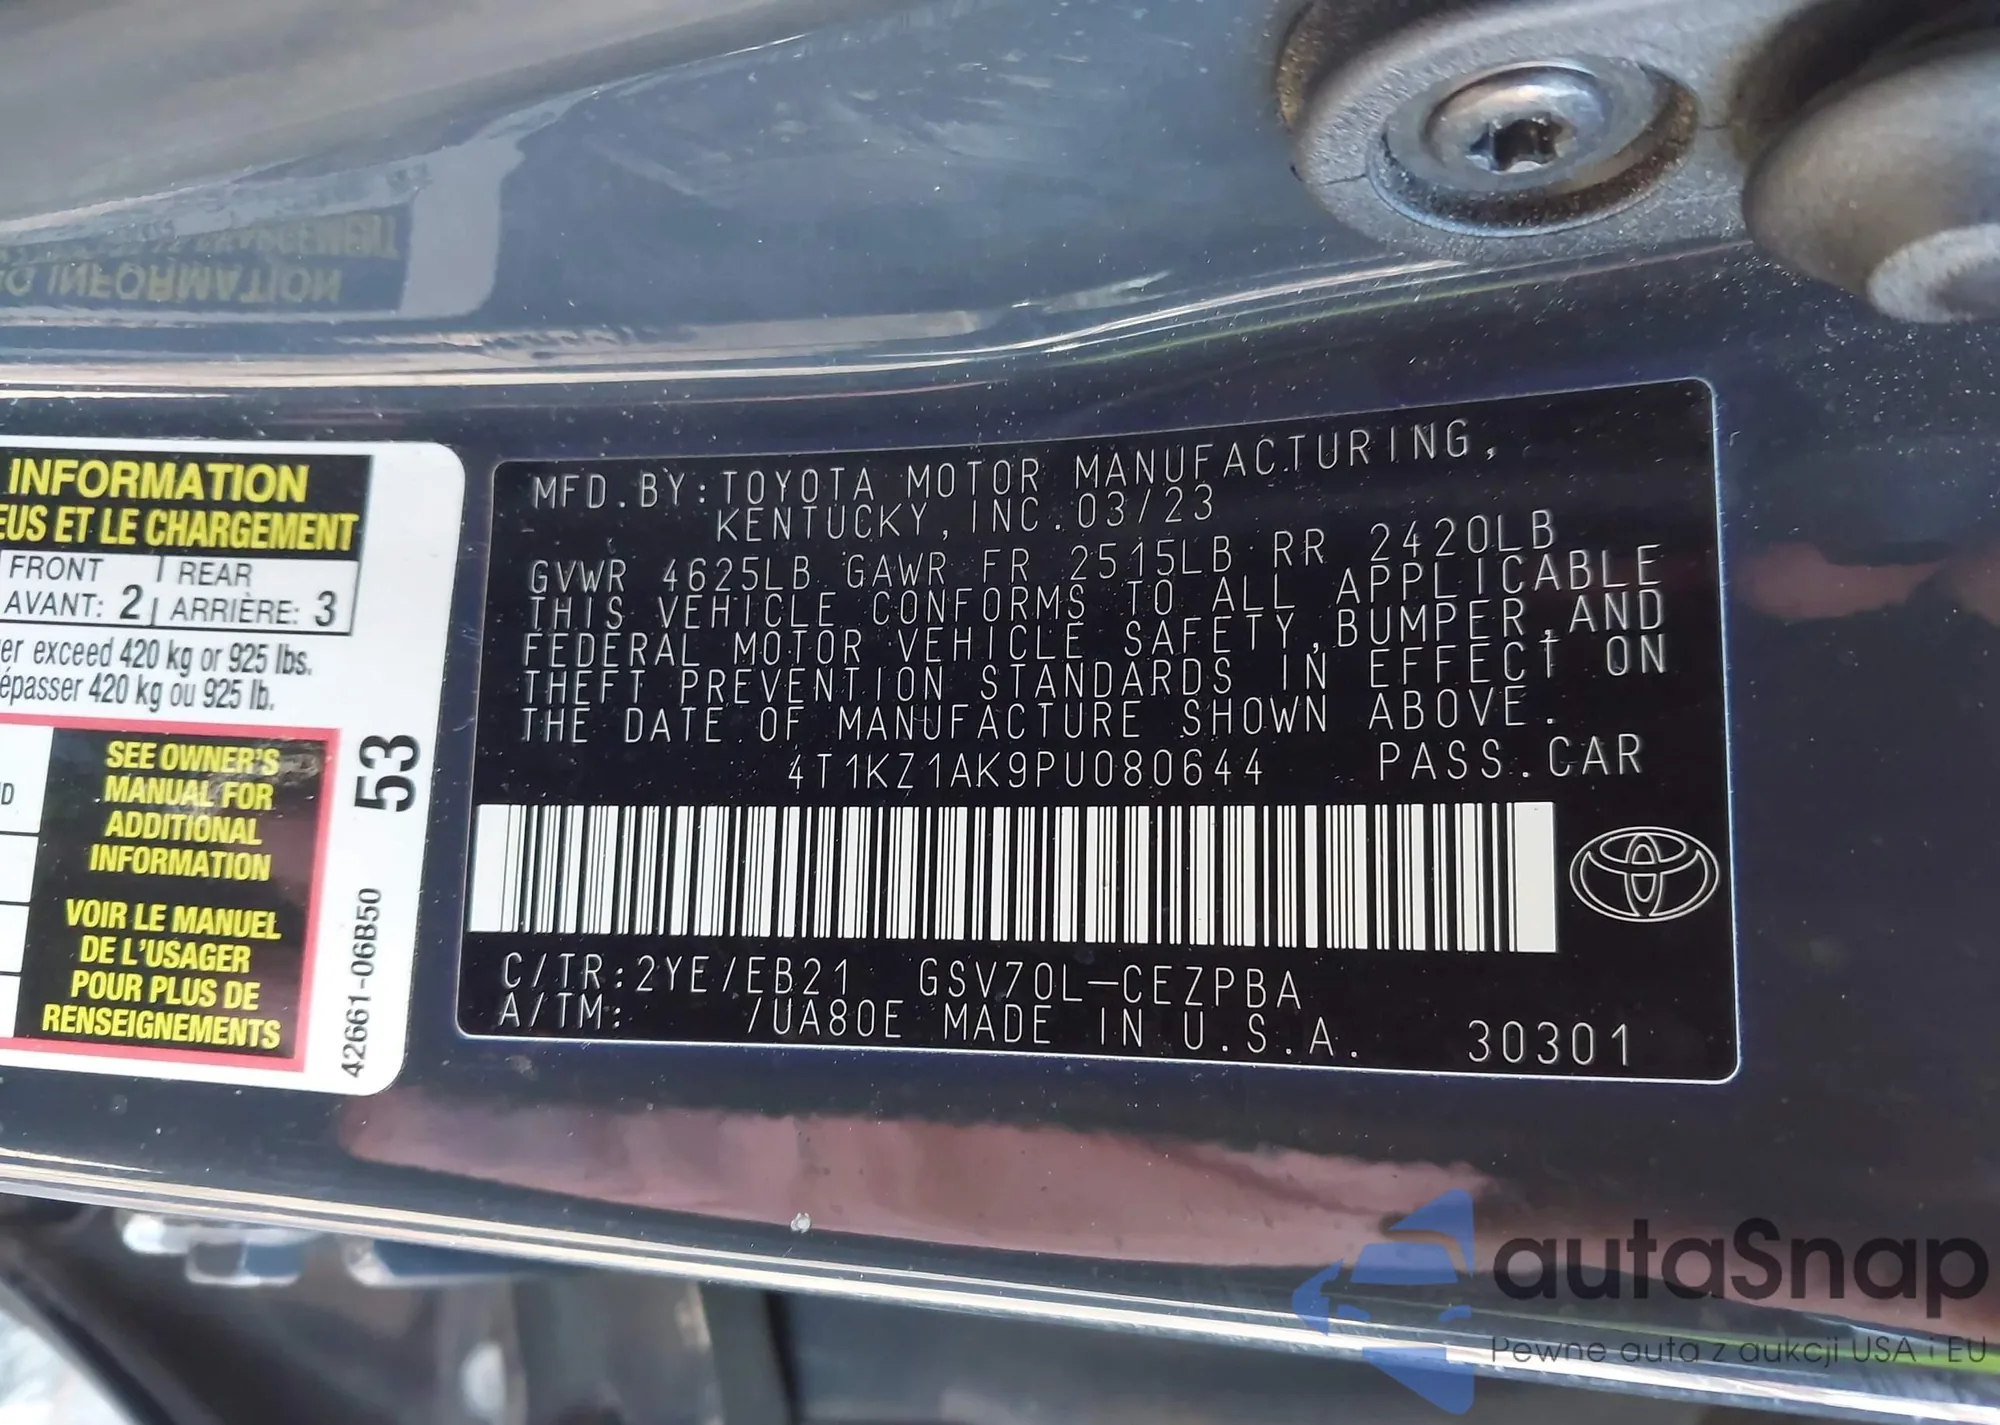 INFORMATION
EUS ET LE CHARGEMENT
FRONT REAR
AVANT: 2 ARRIÈRE: 3
er exceed 420 kg or 925 lbs.
épasser 420 kg ou 925 lb.
SEE OWNER'S
MANUAL FOR
ADDITIONAL
INFORMATION
VOIR LE MANUEL
DE L'USAGER
POUR PLUS DE
RENSEIGNEMENTS
53
42661-06B50
MFD.BY:TOYOTA MOTOR MANUFACTURING,
KENTUCKY, INC. 03/23
GVWR 4625LB GAWR FR 2515LB RR 2420LB
THIS VEHICLE CONFORMS TO ALL APPLICABLE
FEDERAL MOTOR VEHICLE SAFETY,BUMPER,AND
THEFT PREVENTION STANDARDS IN EFFECT ON
THE DATE OF MANUFACTURE SHOWN ABOVE.
4T1KZ1AK9PU080644 PASS.CAR
C/TR:2YE/EB21 GSV70L-CEZPBA
A/TM: /UA80E MADE IN U.S.A. 30301
autaSnap
Pewne auta z aukcji USA i EU